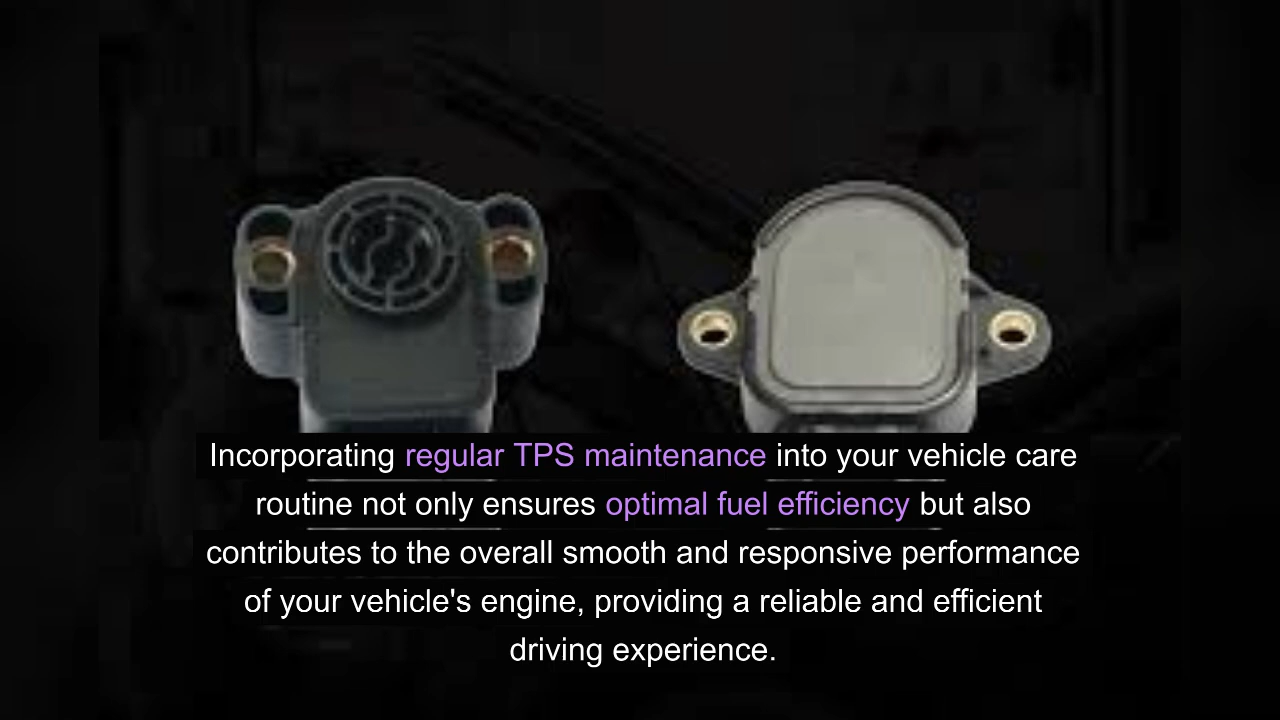 Incorporating regular TPS maintenance into your vehicle care
routine not only ensures optimal fuel efficiency but also
contributes to the overall smooth and responsive performance
of your vehicle's engine, providing a reliable and efficient
driving experience.